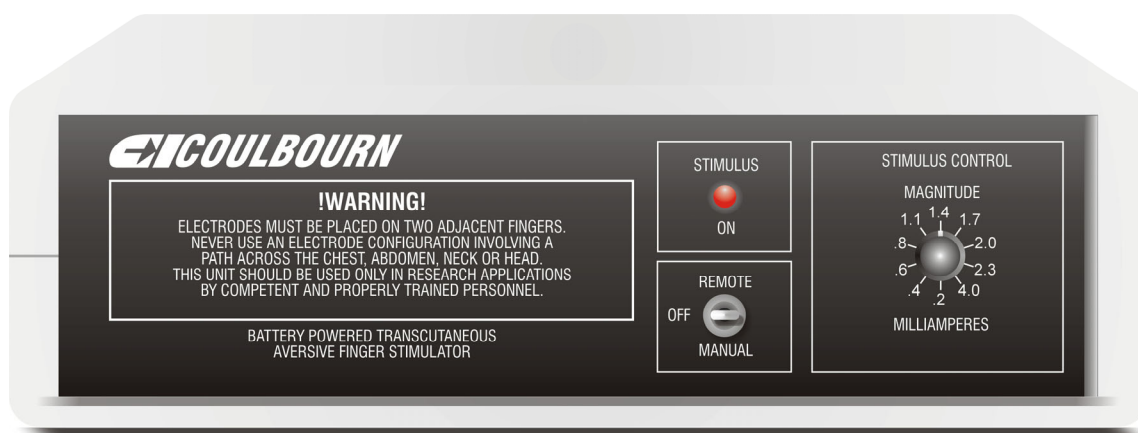 COULBOURN
!WARNING!
ELECTRODES MUST BE PLACED ON TWO ADJACENT FINGERS.
NEVER USE AN ELECTRODE CONFIGURATION INVOLVING A
PATH ACROSS THE CHEST, ABDOMEN, NECK OR HEAD.
THIS UNIT SHOULD BE USED ONLY IN RESEARCH APPLICATIONS
BY COMPETENT AND PROPERLY TRAINED PERSONNEL.
BATTERY POWERED TRANSCUTANEOUS
AVERSIVE FINGER STIMULATOR
STIMULUS
ON
REMOTE
OFF
MANUAL
STIMULUS CONTROL
MAGNITUDE
1.1 1.4 1.7
.8 2.0
.6 2.3
.4 .2 4.0
MILLIAMPERES